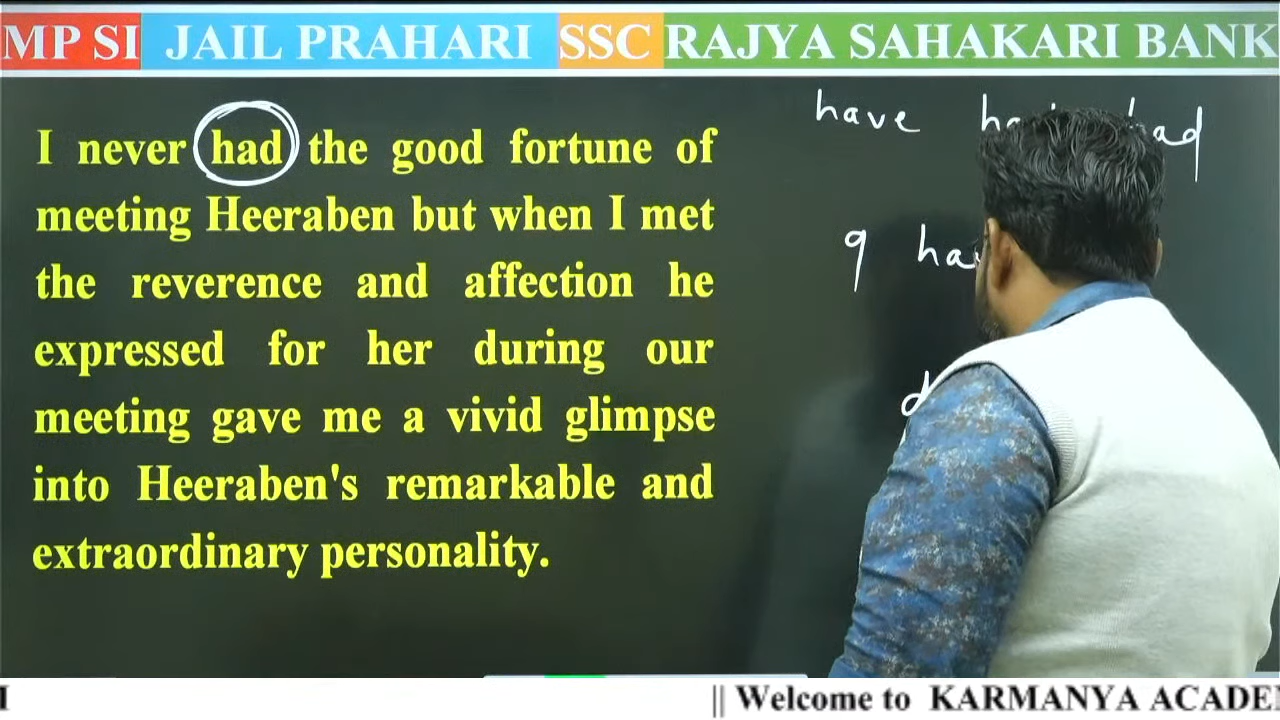 MP SI JAIL PRAHARI SSC RAJYA SAHAKARI BANK
I never had the good fortune of
meeting Heeraben but when I met
the reverence and affection he
expressed for her during our
meeting gave me a vivid glimpse
into Heeraben's remarkable and
extraordinary personality.
have had
|| Welcome to KARMANYA